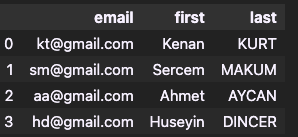 email first last
0 kt@gmail.com Kenan KURT
1 sm@gmail.com Sercem MAKUM
2 aa@gmail.com Ahmet AYCAN
3 hd@gmail.com Huseyin DINCER